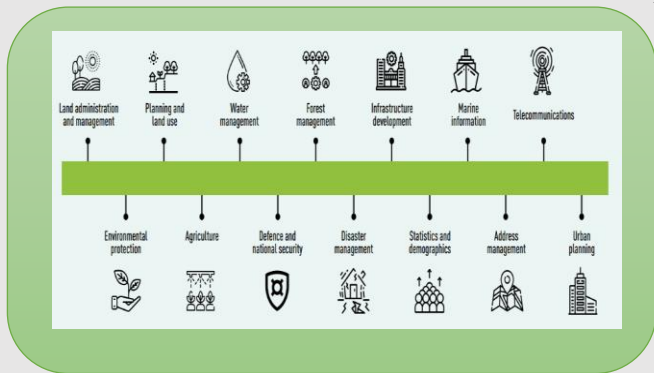 Land administration
and management
Planning and
land use
Water
management
Forest
management
Infrastructure
development
Marine
information
Telecommunications
Environmental
protection
Agriculture
Defence and
national security
Disaster
management
Statistics and
demographics
Address
management
Urban
planning